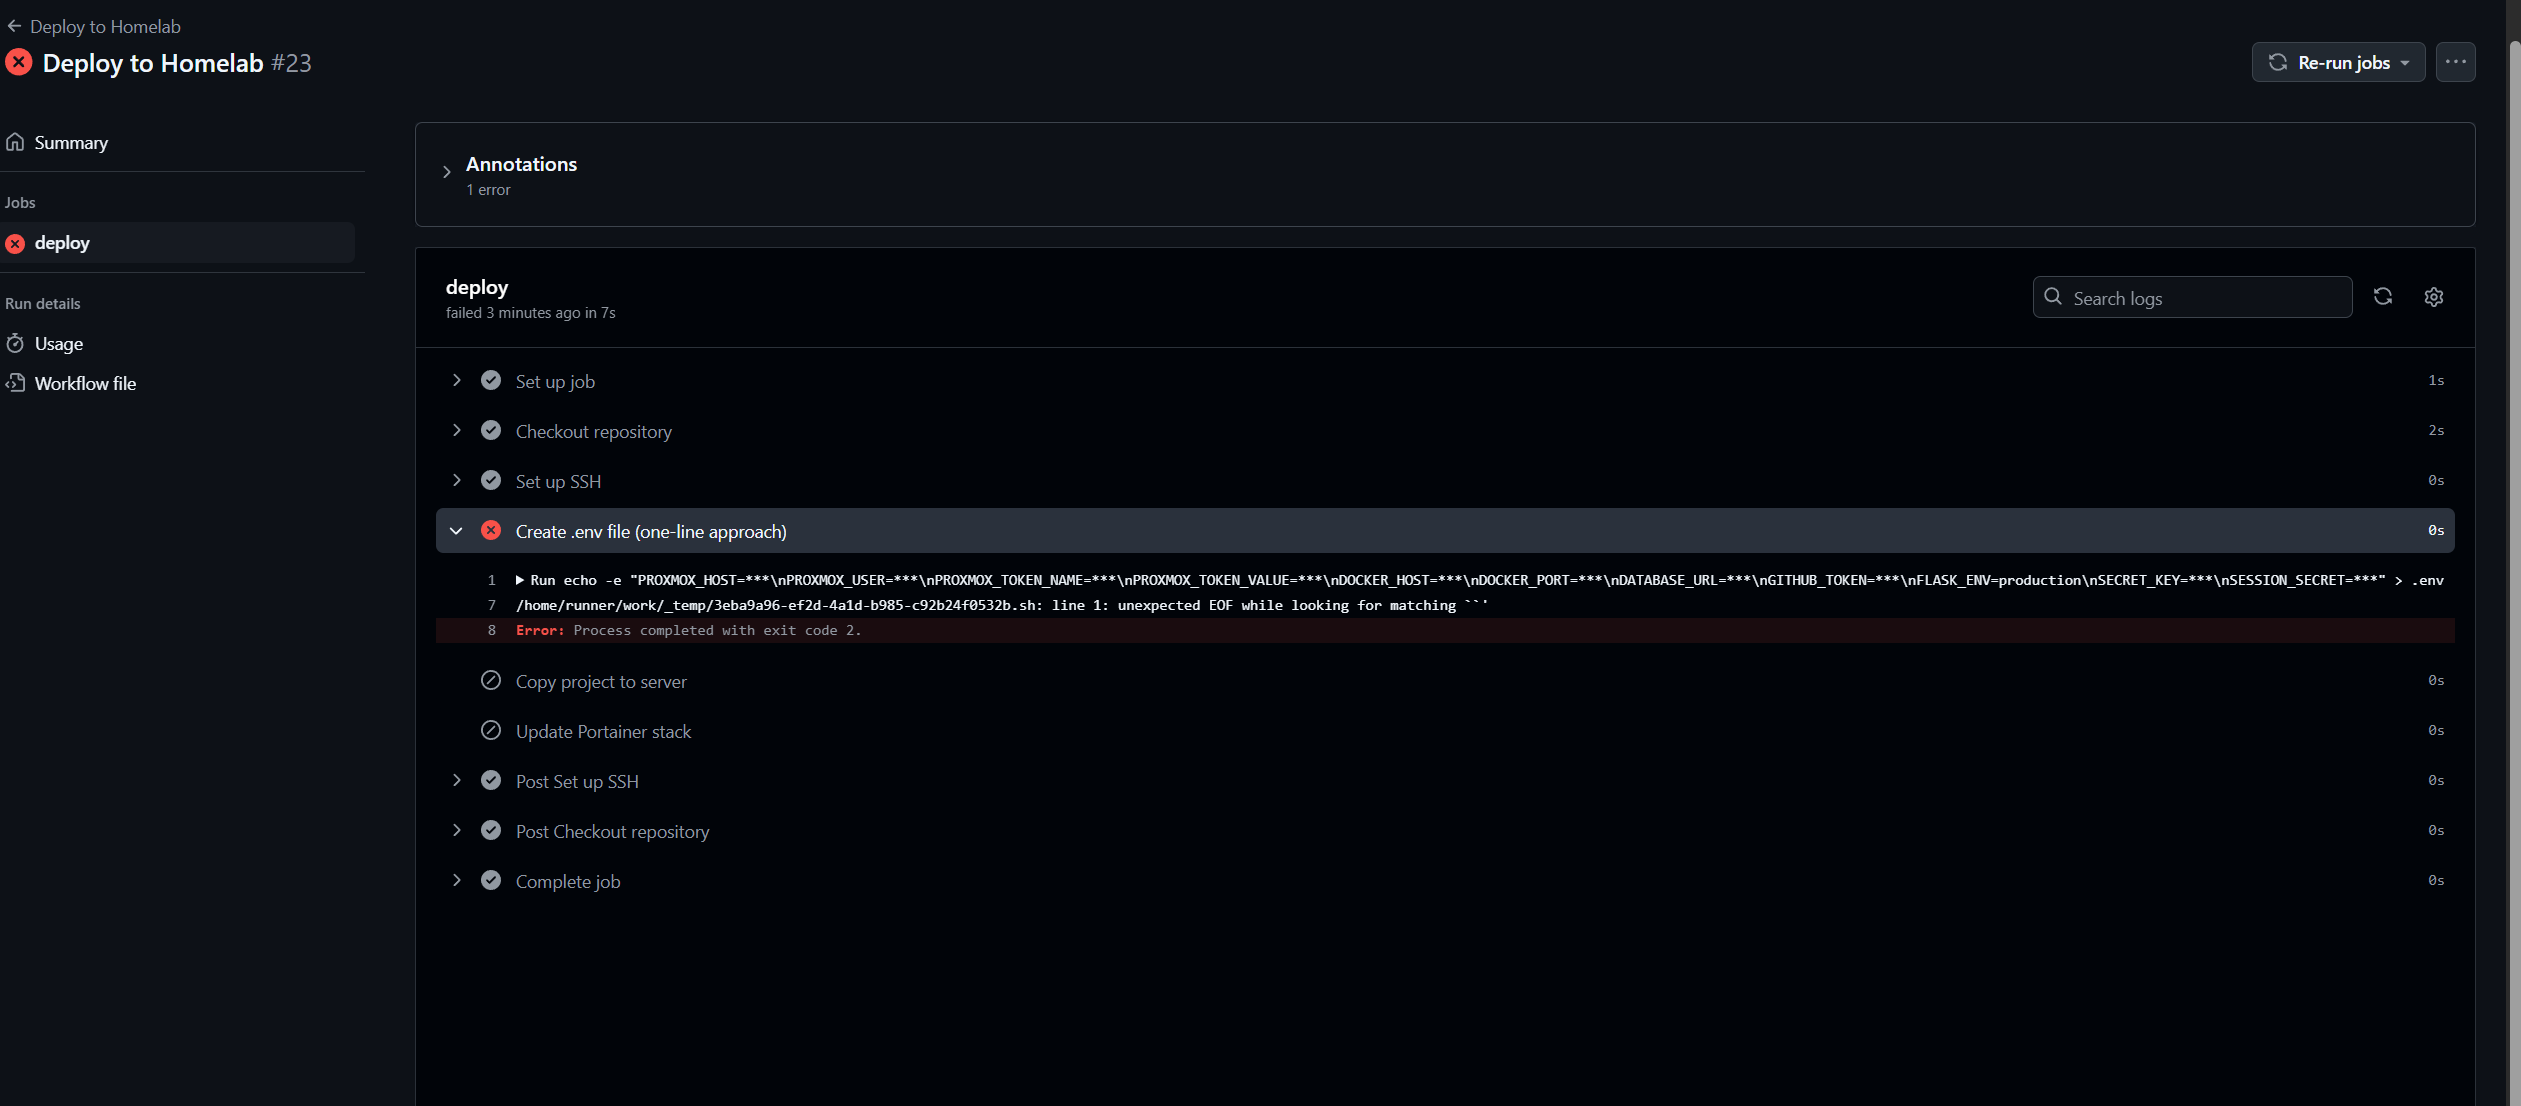 Deploy to Homelab
Deploy to Homelab #23
Re-run jobs
Summary
Jobs
deploy
Run details
Usage
Workflow file
Annotations
1 error
deploy
failed 3 minutes ago in 7s
Search logs
Set up job 1s
Checkout repository 2s
Set up SSH 0s
Create .env file (one-line approach) 0s
1 Run echo -e "PROXMOX_HOST=***\nPROXMOX_USER=***\nPROXMOX_TOKEN_NAME=***\nPROXMOX_TOKEN_VALUE=***\nDOCKER_HOST=***\nDOCKER_PORT=***\nDATABASE_URL=***\nGITHUB_TOKEN=***\nFLASK_ENV=production\nSECRET_KEY=***\nSESSION_SECRET=***" > .env
7 /home/runner/work/_temp/3eba9a96-ef2d-4a1d-b985-c92b24f0532b.sh: line 1: unexpected EOF while looking for matching ``'
8 Error: Process completed with exit code 2.
Copy project to server 0s
Update Portainer stack 0s
Post Set up SSH 0s
Post Checkout repository 0s
Complete job 0s